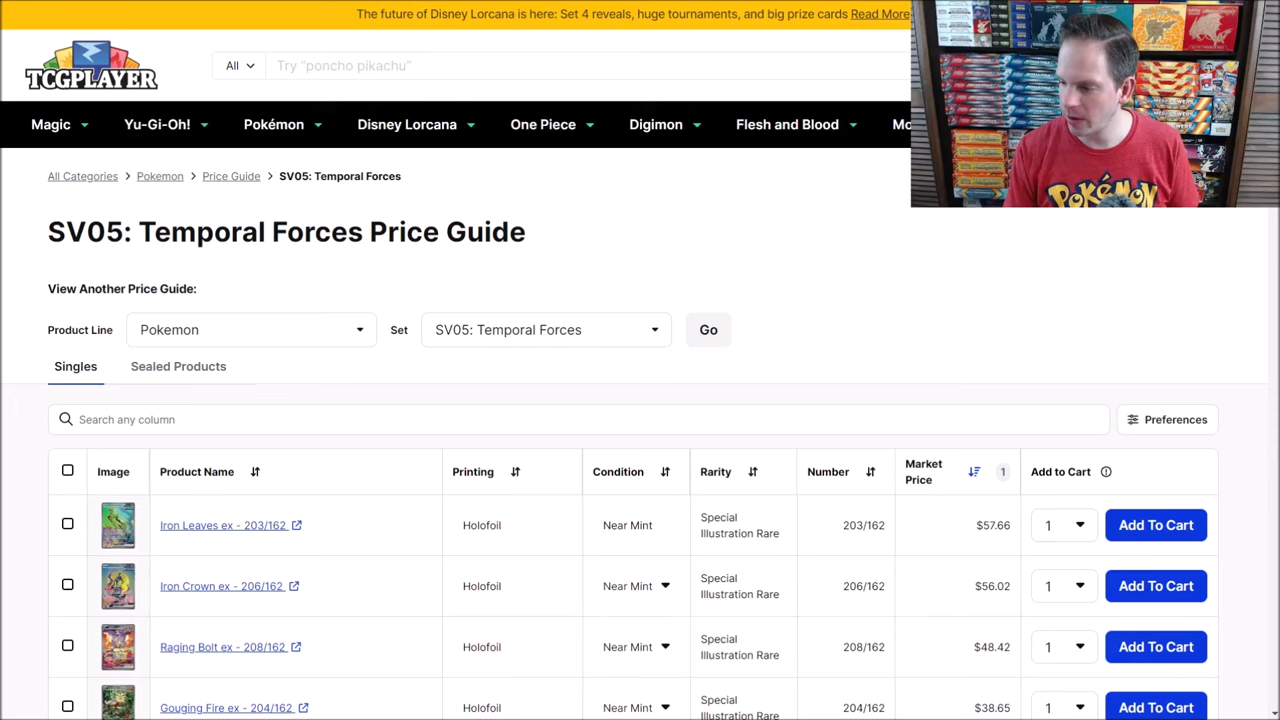 The future of Disney Lorcana is here: Set 4 reveals, huge tournaments, and big prize cards Read More
TCGPLAYER
All
Try "poncho pikachu"
Magic Yu-Gi-Oh! Disney Lorcana One Piece Digimon Flesh and Blood
All Categories > Pokemon > Price Guide > SV05: Temporal Forces
SV05: Temporal Forces Price Guide
View Another Price Guide:
Product Line Pokemon Set SV05: Temporal Forces Go
Singles Sealed Products
Search any column
Preferences
Image Product Name Printing Condition Rarity Number Market Price 1 Add to Cart
Iron Leaves ex - 203/162 Holofoil Near Mint Special Illustration Rare 203/162 $57.66 1 Add To Cart
Iron Crown ex - 206/162 Holofoil Near Mint Special Illustration Rare 206/162 $56.02 1 Add To Cart
Raging Bolt ex - 208/162 Holofoil Near Mint Special Illustration Rare 208/162 $48.42 1 Add To Cart
Gouging Fire ex - 204/162 Holofoil Near Mint Special Illustration Rare 204/162 $38.65 1 Add To Cart
POKéMON